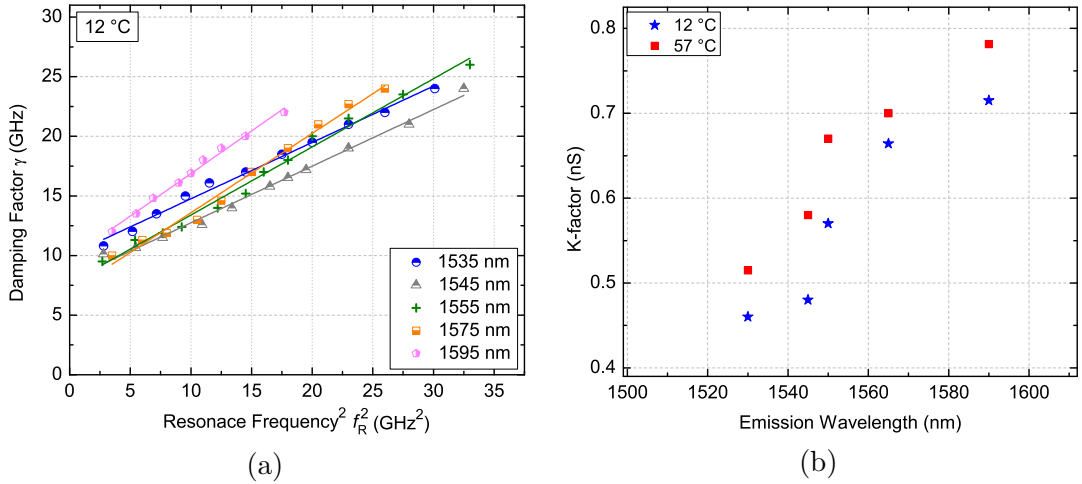 12 °C
30
25
20
15
10
5
0
0 5 10 15 20 25 30 35
Damping Factor γ (GHz)
Resonace Frequency² f_R² (GHz²)
1535 nm
1545 nm
1555 nm
1575 nm
1595 nm
(a)
12 °C
57 °C
0.8
0.7
0.6
0.5
0.4
1500 1520 1540 1560 1580 1600
K-factor (nS)
Emission Wavelength (nm)
(b)